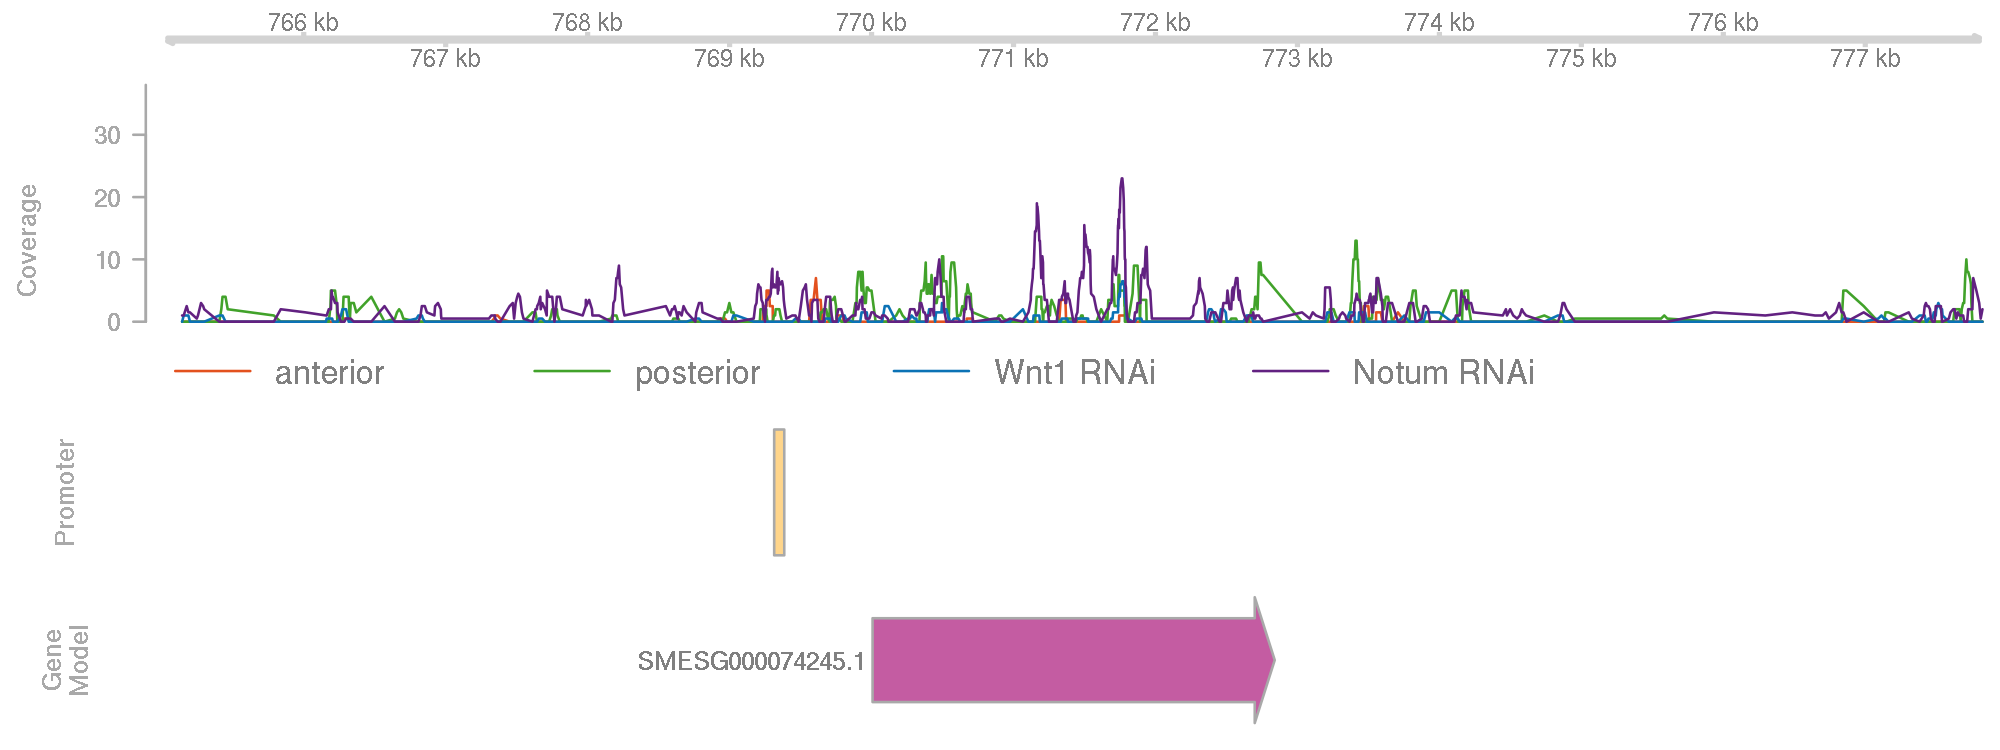 766 kb 768 kb 770 kb 772 kb 774 kb 776 kb
767 kb 769 kb 771 kb 773 kb 775 kb 777 kb
Coverage
30
20
10
0
anterior posterior Wnt1 RNAi Notum RNAi
Promoter
0
Gene
Model
SMESG000074245.1